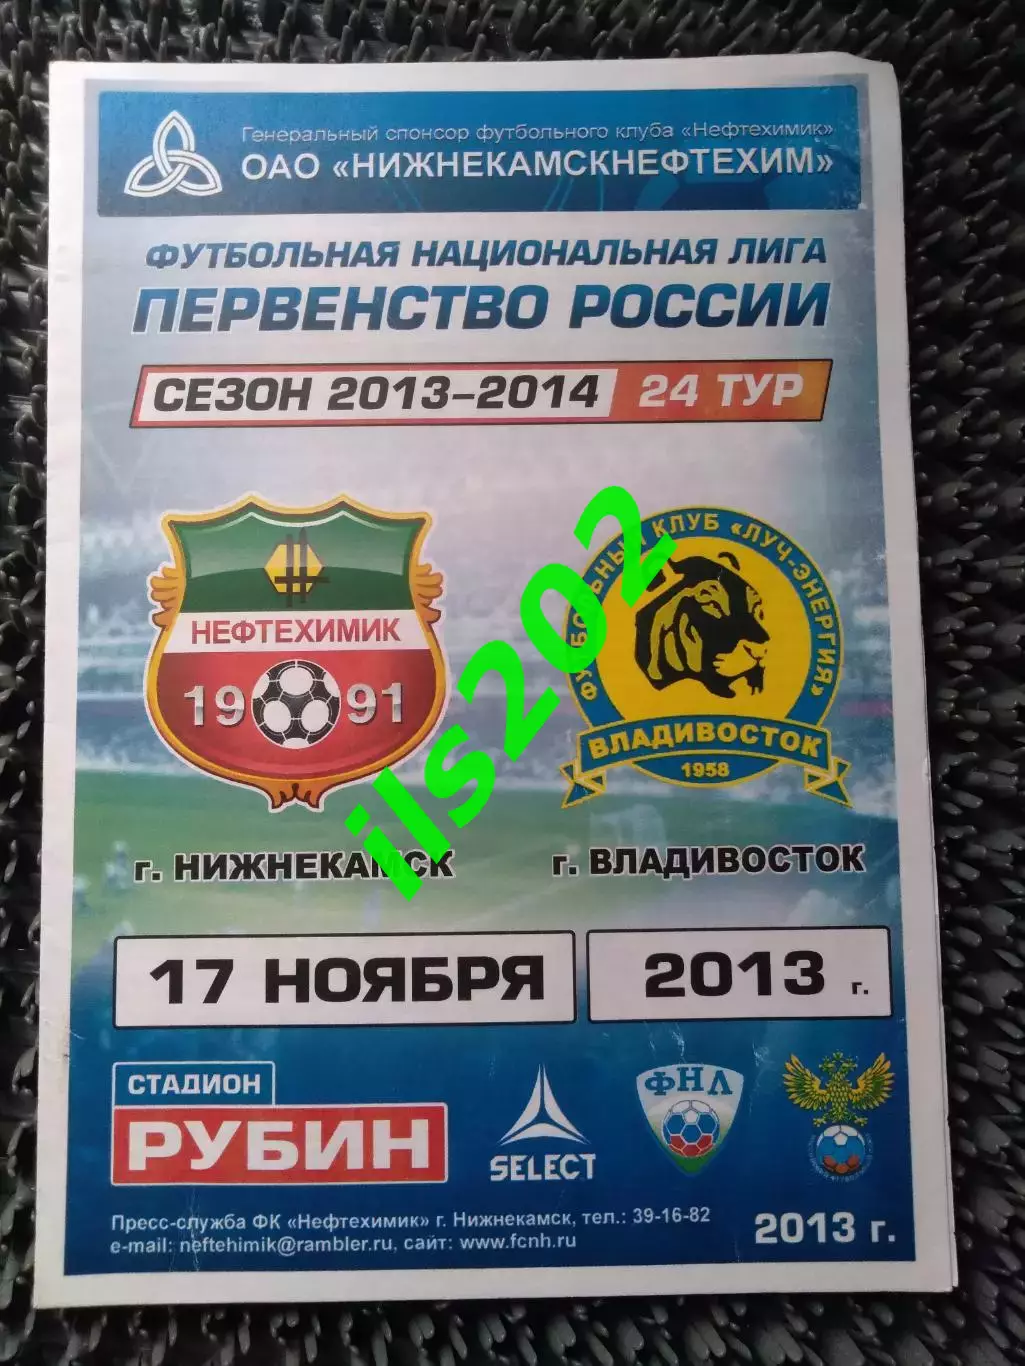 Генеральный спонсор футбольного клуба «Нефтехимик»
ОАО «НИЖНЕКАМСКНЕФТЕХИМ»
ФУТБОЛЬНАЯ НАЦИОНАЛЬНАЯ ЛИГА
ПЕРВЕНСТВО РОССИИ
СЕЗОН 2013-2014 24 ТУР
НЕФТЕХИМИК
1991
ФУТБОЛЬНЫЙ КЛУБ «ЛУЧ-ЭНЕРГИЯ»
ВЛАДИВОСТОК
1958
ils202
г. НИЖНЕКАМСК
г. ВЛАДИВОСТОК
17 НОЯБРЯ
2013 г.
СТАДИОН
РУБИН
SELECT
ФНЛ
Пресс-служба ФК «Нефтехимик» г. Нижнекамск, тел.: 39-16-82
e-mail: neftehimik@rambler.ru, сайт: www.fcnh.ru
2013 г.